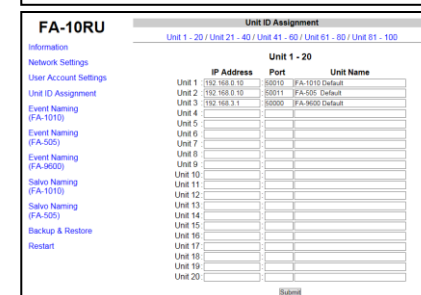 FA-10RU
Information
Network Settings
User Account Settings
Unit ID Assignment
Event Naming
(FA-1010)
Event Naming
(FA-505)
Event Naming
(FA-9600)
Salvo Naming
(FA-1010)
Salvo Naming
(FA-505)
Backup & Restore
Restart
Unit ID Assignment
Unit 1 - 20 / Unit 21 - 40 / Unit 41 - 60 / Unit 61 - 80 / Unit 81 - 100
Unit 1 - 20
IP Address Port Unit Name
Unit 1 : 192.168.0.10 : 50010 FA-1010 Default
Unit 2 : 192.168.0.10 : 50011 FA-505 Default
Unit 3 : 192.168.3.1 : 50000 FA-9600 Default
Unit 4 : :
Unit 5 : :
Unit 6 : :
Unit 7 : :
Unit 8 : :
Unit 9 : :
Unit 10 : :
Unit 11 : :
Unit 12 : :
Unit 13 : :
Unit 14 : :
Unit 15 : :
Unit 16 : :
Unit 17 : :
Unit 18 : :
Unit 19 : :
Unit 20 : :
Submit